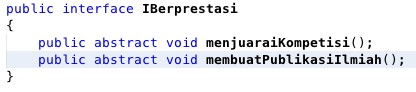 public interface IBerprestasi
{
    public abstract void menjuaraiKompetisi();
    public abstract void membuatPublikasiIlmiah();
}